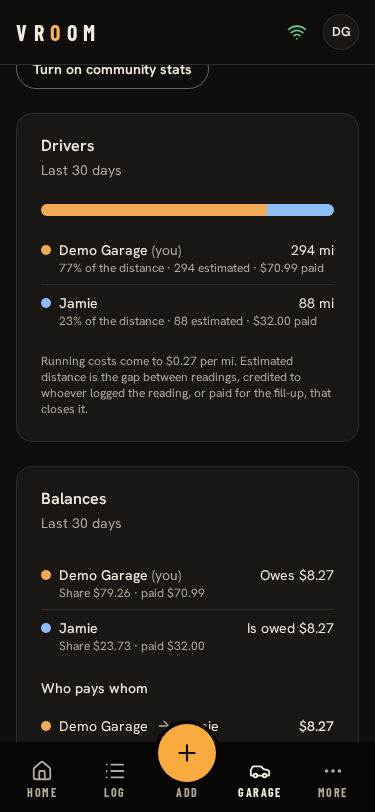 VROOM
DG
Turn on community stats
Drivers
Last 30 days
Demo Garage (you) 294 mi
77% of the distance · 294 estimated · $70.99 paid
Jamie 88 mi
23% of the distance · 88 estimated · $32.00 paid
Running costs come to $0.27 per mi. Estimated
distance is the gap between readings, credited to
whoever logged the reading, or paid for the fill-up, that
closes it.
Balances
Last 30 days
Demo Garage (you) Owes $8.27
Share $79.26 · paid $70.99
Jamie Is owed $8.27
Share $23.73 · paid $32.00
Who pays whom
Demo Garage → $8.27
HOME LOG ADD GARAGE MORE